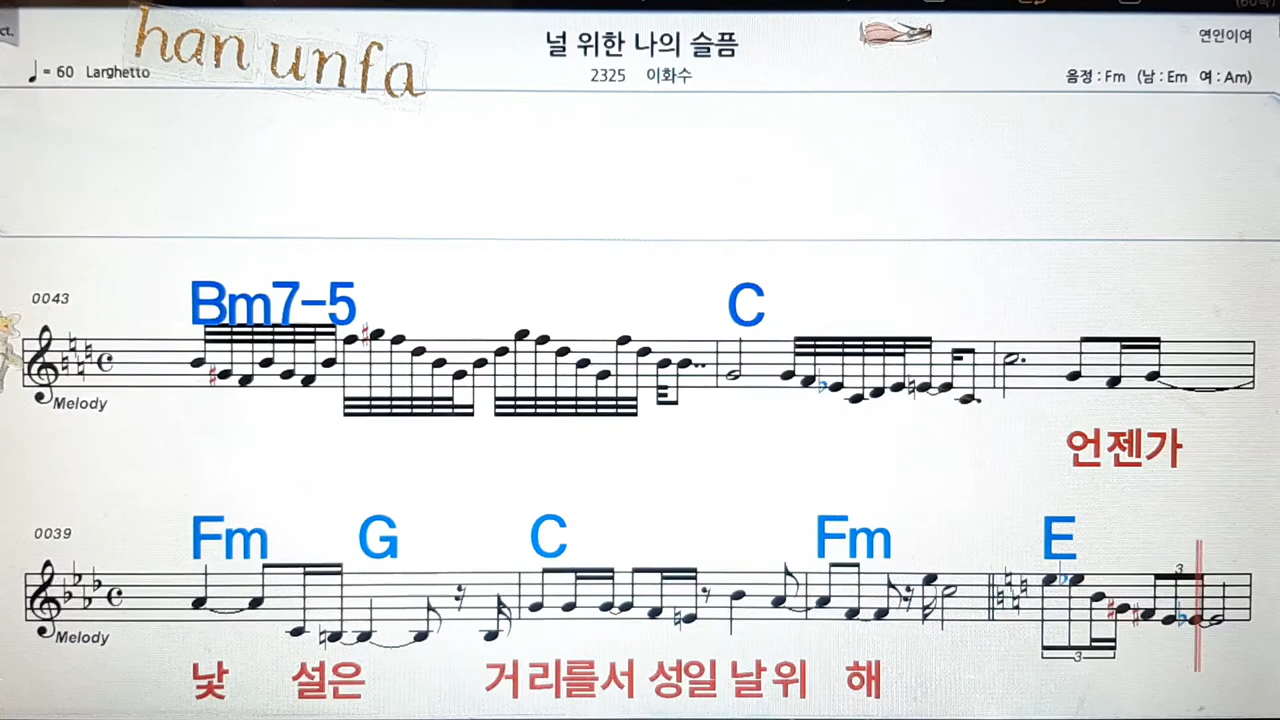 han unfa
널 위한 나의 슬픔
연인이여
♩= 60 Larghetto
2325 이화수
음정 : Fm (남 : Em 여 : Am)
0043
Bm7-5 C
Melody
언젠가
0039
Fm G C Fm E
3
Melody
3
낯 설은 거리를서 성일 날위 해